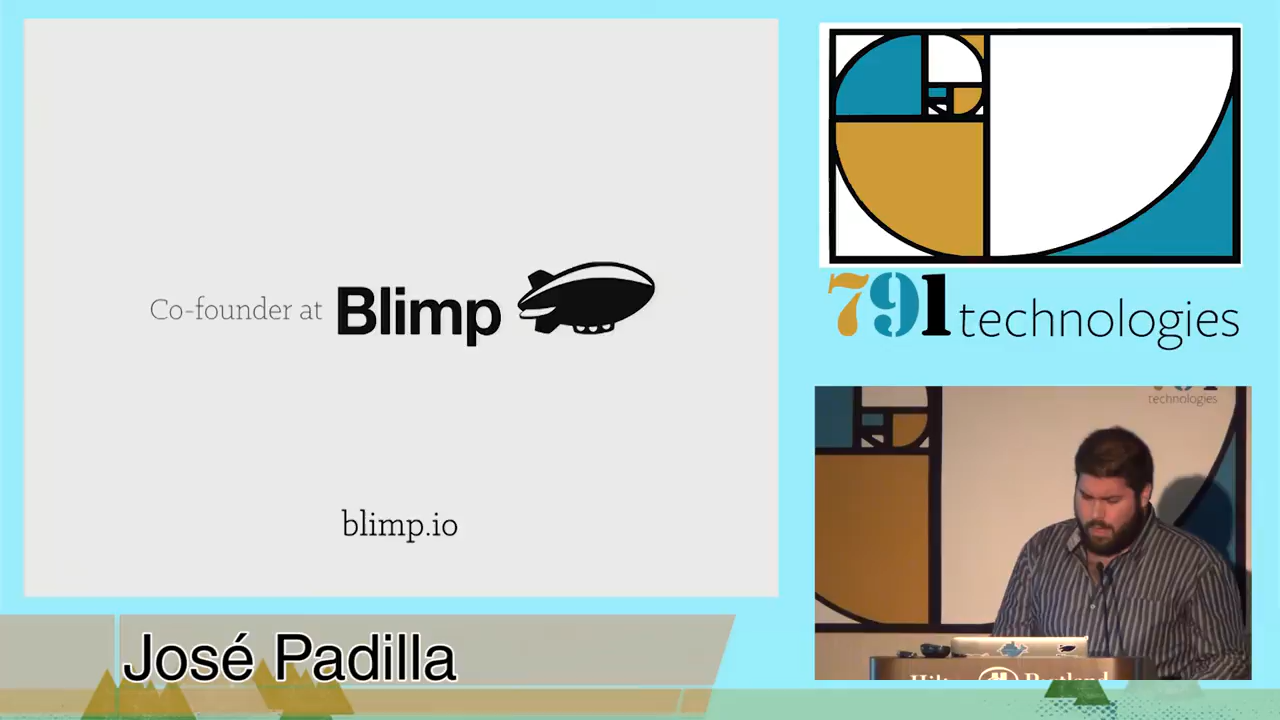 Co-founder at Blimp
blimp.io
791 technologies
technologies
José Padilla